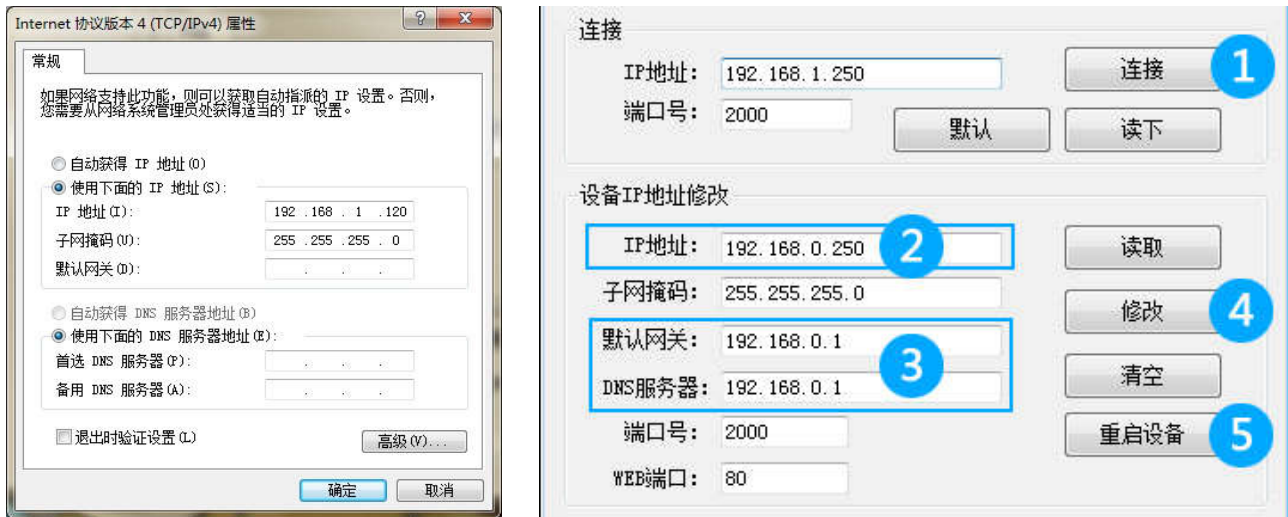 Internet 协议版本 4 (TCP/IPv4) 属性
常规
如果网络支持此功能，则可以获取自动指派的 IP 设置。否则，
您需要从网络系统管理员处获得适当的 IP 设置。
自动获得 IP 地址(O)
使用下面的 IP 地址(S):
IP 地址(I): 192 .168 . 1 .120
子网掩码(U): 255 .255 .255 . 0
默认网关(D): . . .
自动获得 DNS 服务器地址(B)
使用下面的 DNS 服务器地址(E):
首选 DNS 服务器(P): . . .
备用 DNS 服务器(A): . . .
退出时验证设置(L)
高级(V)...
确定 取消
连接
IP地址: 192.168.1.250 连接 1
端口号: 2000 默认 读下
设备IP地址修改
IP地址: 192.168.0.250 2 读取
子网掩码: 255.255.255.0
修改 4
默认网关: 192.168.0.1
3
DNS服务器: 192.168.0.1 清空
端口号: 2000 重启设备 5
WEB端口: 80